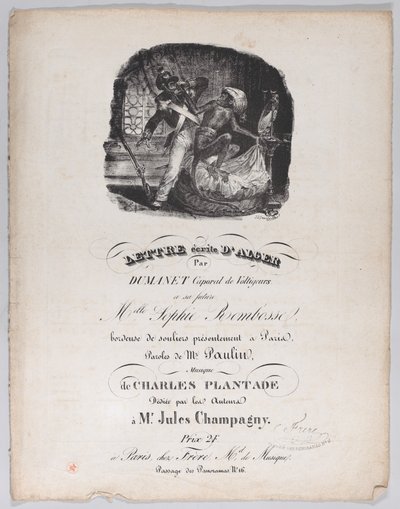 LETTRE écrite D'ALGER
Par
DUMANET Caporal de Voltigeurs
à sa future
Melle Sophie Rembosse,
bordeuse de souliers présentement à Paris.
Paroles de Mr Paulin,
Musique
de CHARLES PLANTADE
Dédiée par les Auteurs
à Mr Jules Champagny.
Prix 2f.
à Paris, chez Frère, Md de Musique,
Passage des Panoramas, No 16.
Frere